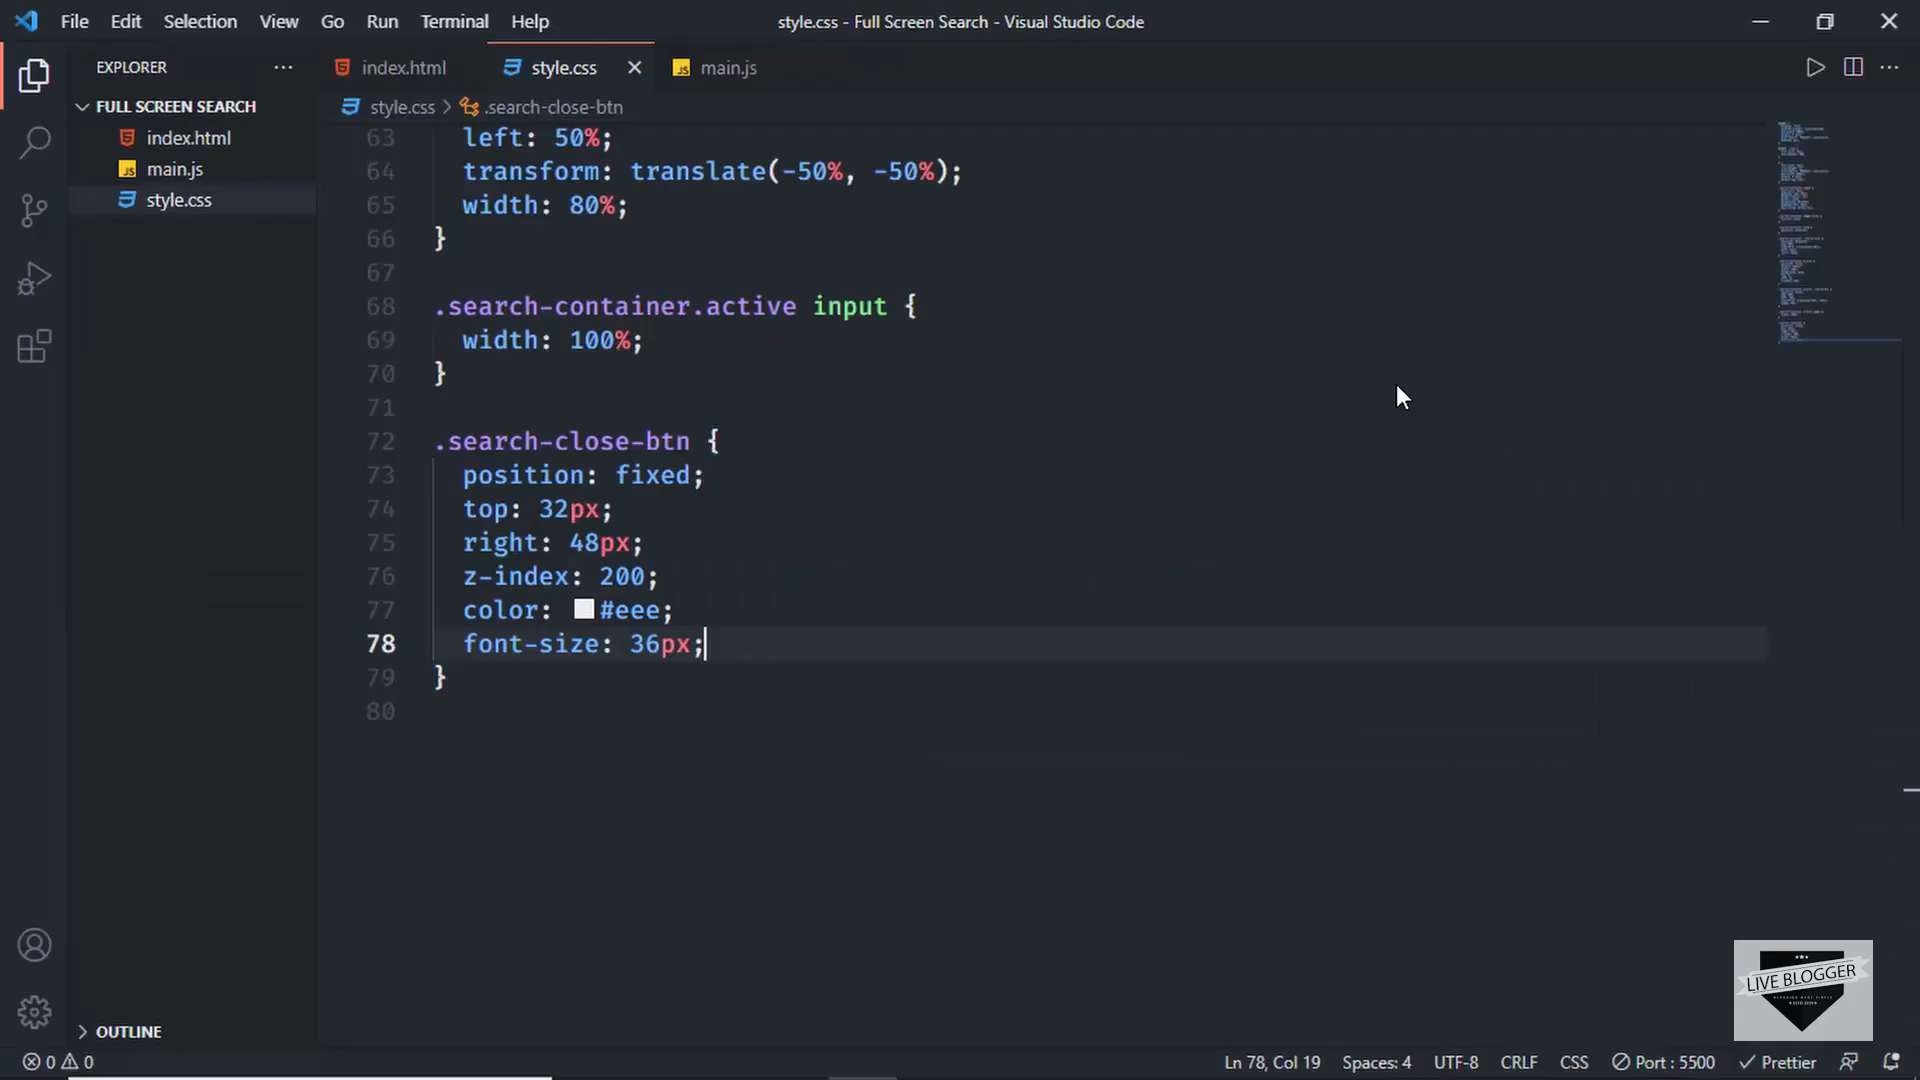 File Edit Selection View Go Run Terminal Help
style.css - Full Screen Search - Visual Studio Code
EXPLORER
FULL SCREEN SEARCH
index.html
main.js
style.css
index.html style.css main.js
style.css > .search-close-btn
63 left: 50%;
64 transform: translate(-50%, -50%);
65 width: 80%;
66 }
67
68 .search-container.active input {
69 width: 100%;
70 }
71
72 .search-close-btn {
73 position: fixed;
74 top: 32px;
75 right: 48px;
76 z-index: 200;
77 color: #eee;
78 font-size: 36px;
79 }
80
OUTLINE
LIVE BLOGGER
0 0
Ln 78, Col 19 Spaces: 4 UTF-8 CRLF CSS Port : 5500 Prettier